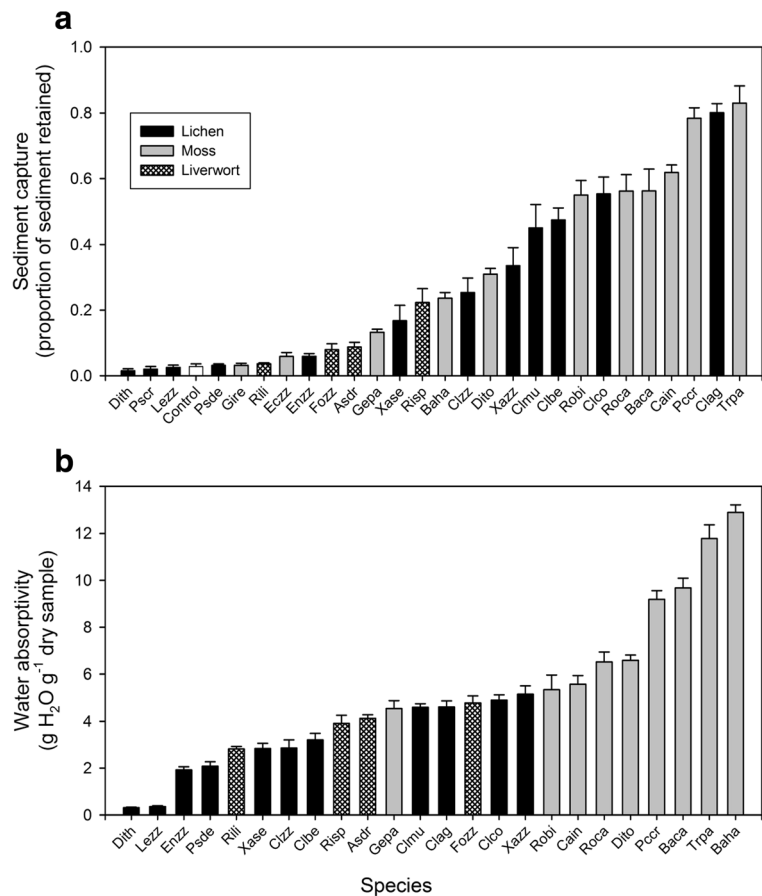 a
1.0
0.8
0.6
0.4
0.2
0.0
Sediment capture
(proportion of sediment retained)
Lichen
Moss
Liverwort
Dith Pscr Lezz Control Psde Gire Rili Eczz Enzz Fozz Asdr Gepa Xase Risp Baha Clzz Dito Xazz Clmu Clbe Robi Clco Roca Baca Cain Pccr Clag Trpa
b
14
12
10
8
6
4
2
0
Water absorptivity
(g H₂O g⁻¹ dry sample)
Dith Lezz Enzz Psde Rili Xase Clzz Clbe Risp Asdr Gepa Clmu Clag Fozz Clco Xazz Robi Cain Roca Dito Pccr Baca Trpa Baha
Species